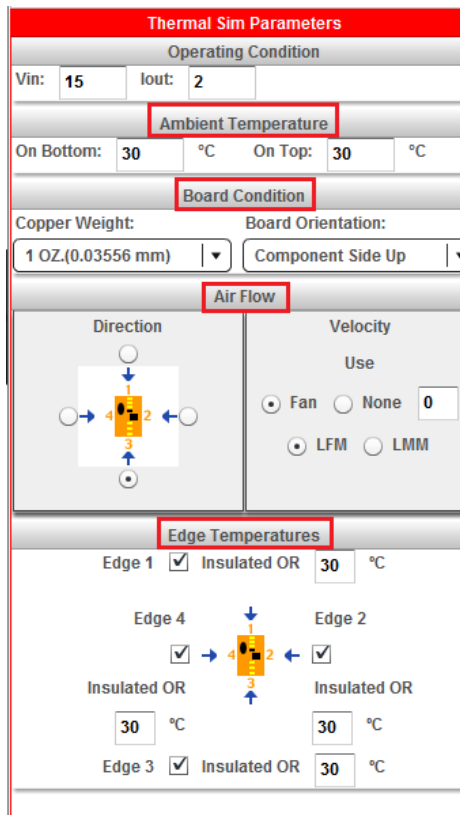 Thermal Sim Parameters
Operating Condition
Vin: 15 Iout: 2
Ambient Temperature
On Bottom: 30 °C On Top: 30 °C
Board Condition
Copper Weight: Board Orientation:
1 OZ.(0.03556 mm) Component Side Up
Air Flow
Direction Velocity
Use
1
4 2 Fan None 0
3 LFM LMM
Edge Temperatures
Edge 1 Insulated OR 30 °C
Edge 4 Edge 2
1
4 2
3
Insulated OR Insulated OR
30 °C 30 °C
Edge 3 Insulated OR 30 °C